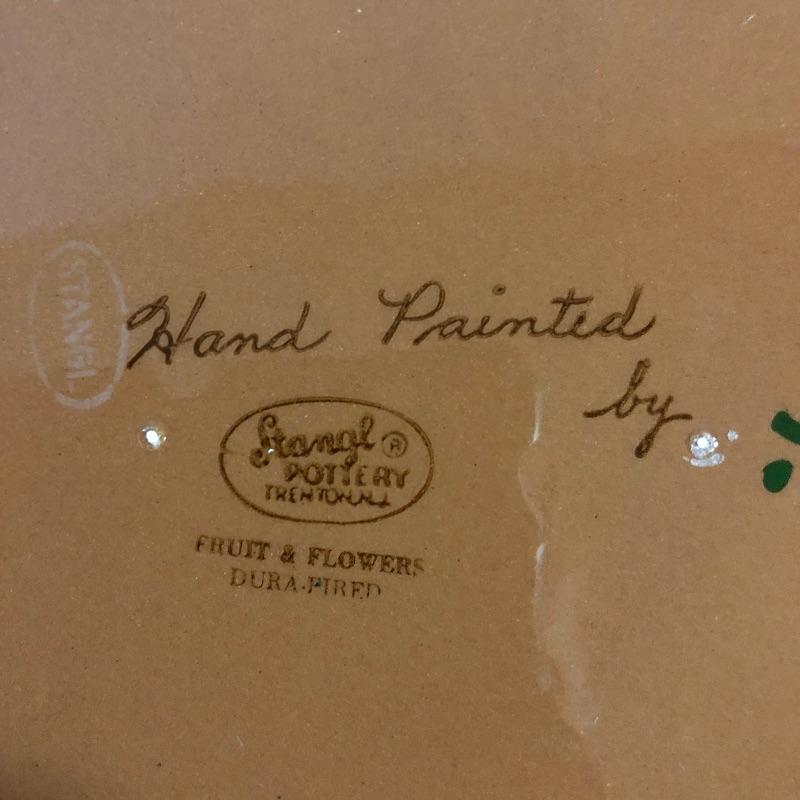 STANGL
Hand Painted
by
Stangl ®
POTTERY
TRENTON, N.J.
FRUIT & FLOWERS
DURA-FIRED